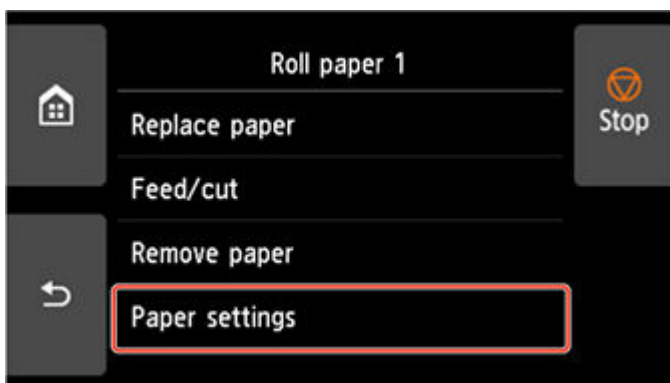 Roll paper 1
Stop
Replace paper
Feed/cut
Remove paper
Paper settings